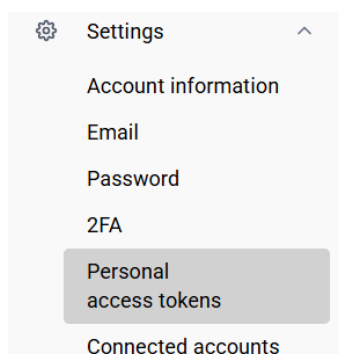 Settings
Account information
Email
Password
2FA
Personal
access tokens
Connected accounts